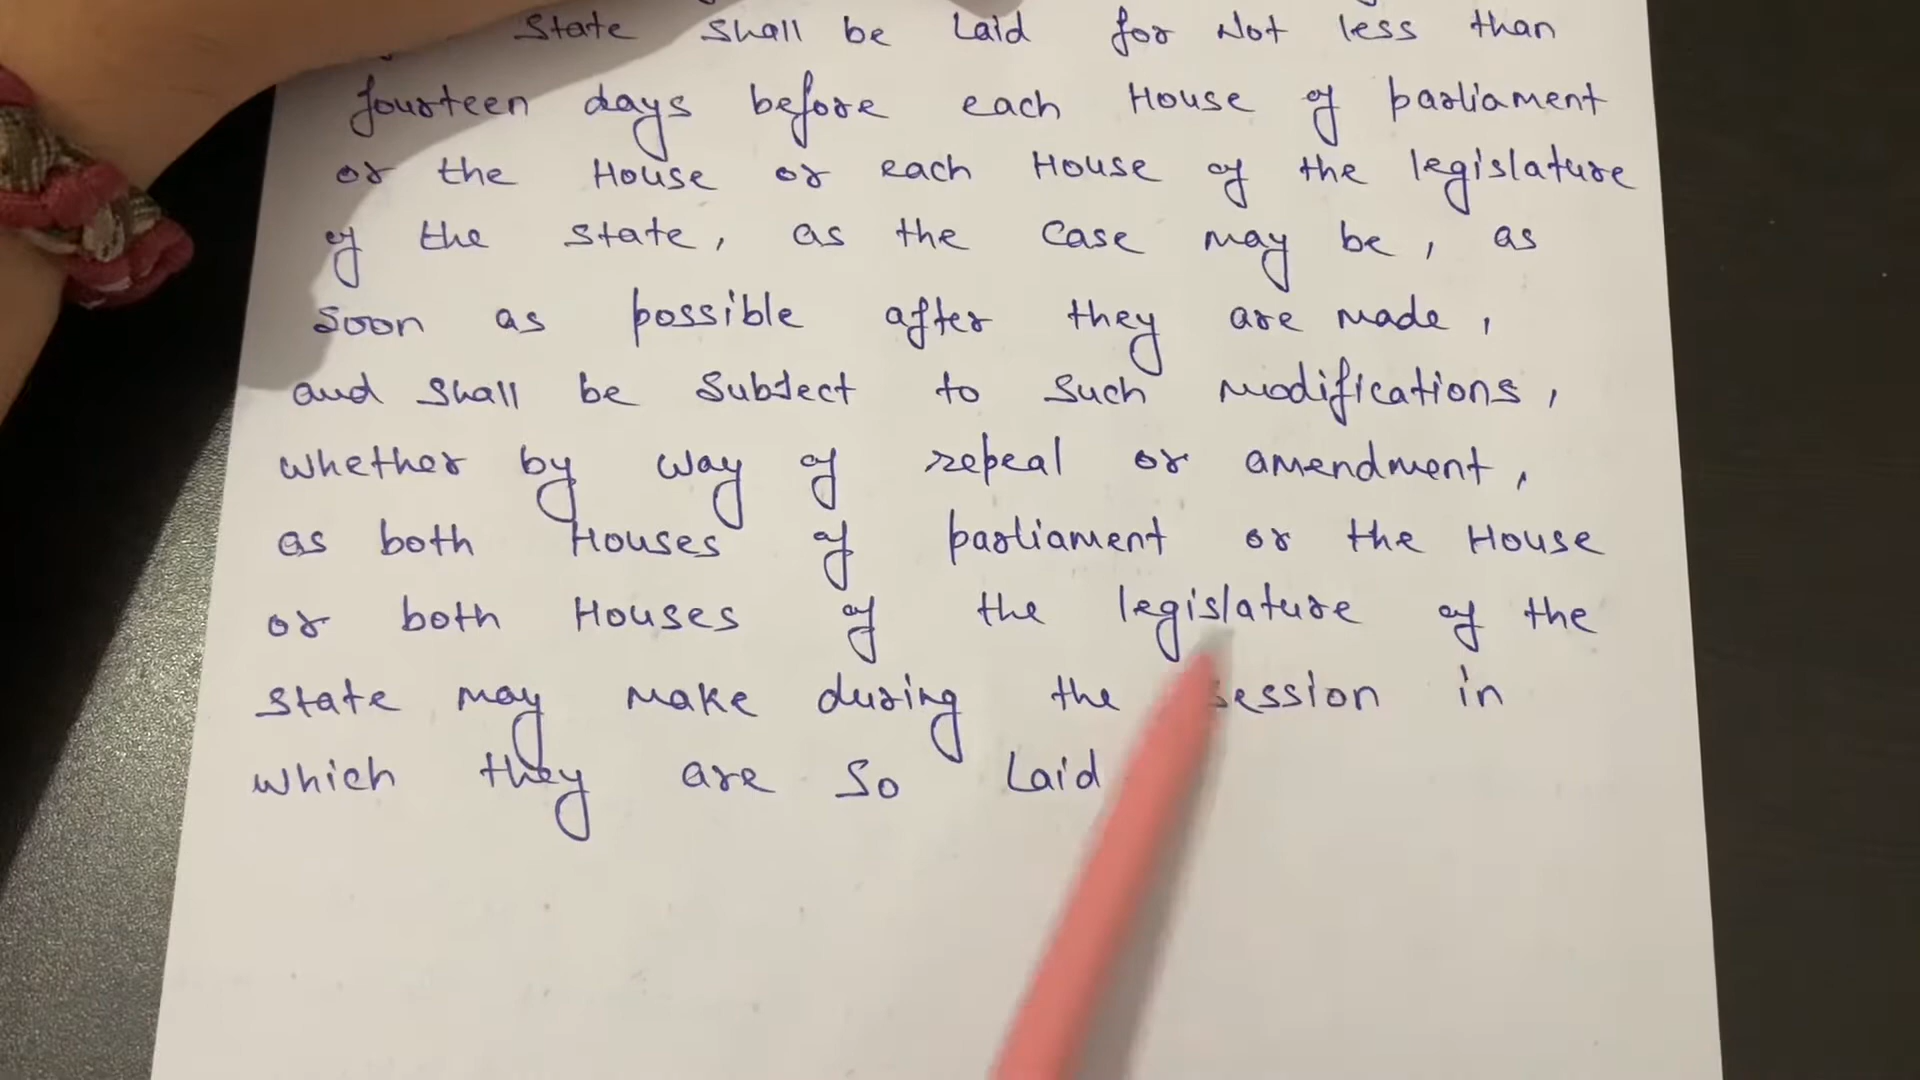 State shall be laid for Not less than
fourteen days before each House of parliament
or the House or each House of the legislature
of the state, as the case may be, as
soon as possible after they are made,
and shall be subject to such modifications,
whether by way of repeal or amendment,
as both Houses of parliament or the House
or both Houses of the legislature of the
state may make during the session in
which they are so laid